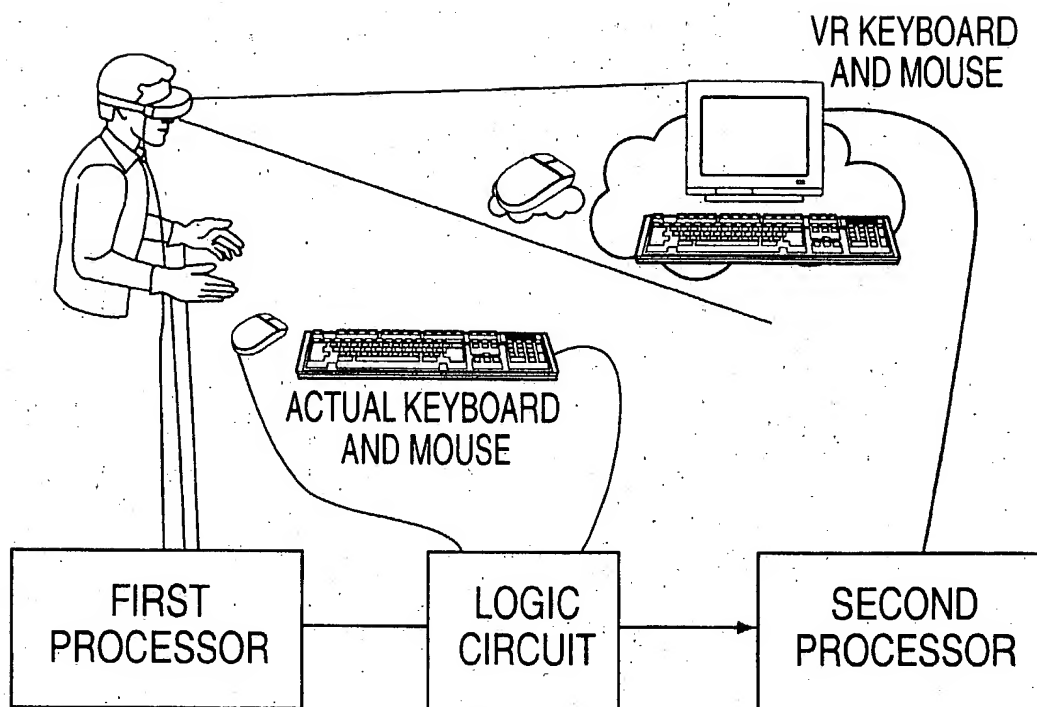 VR KEYBOARD
AND MOUSE
ACTUAL KEYBOARD
AND MOUSE
FIRST
PROCESSOR
LOGIC
CIRCUIT
SECOND
PROCESSOR